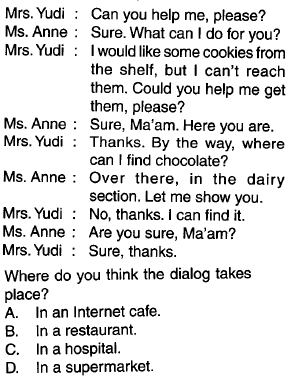 Mrs. Yudi : Can you help me, please?
Ms. Anne : Sure. What can I do for you?
Mrs. Yudi : I would like some cookies from
the shelf, but I can't reach
them. Could you help me get
them, please?
Ms. Anne : Sure, Ma'am. Here you are.
Mrs. Yudi : Thanks. By the way, where
can I find chocolate?
Ms. Anne : Over there, in the dairy
section. Let me show you.
Mrs. Yudi : No, thanks. I can find it.
Ms. Anne : Are you sure, Ma'am?
Mrs. Yudi : Sure, thanks.
Where do you think the dialog takes
place?
A. In an Internet cafe.
B. In a restaurant.
C. In a hospital.
D. In a supermarket.